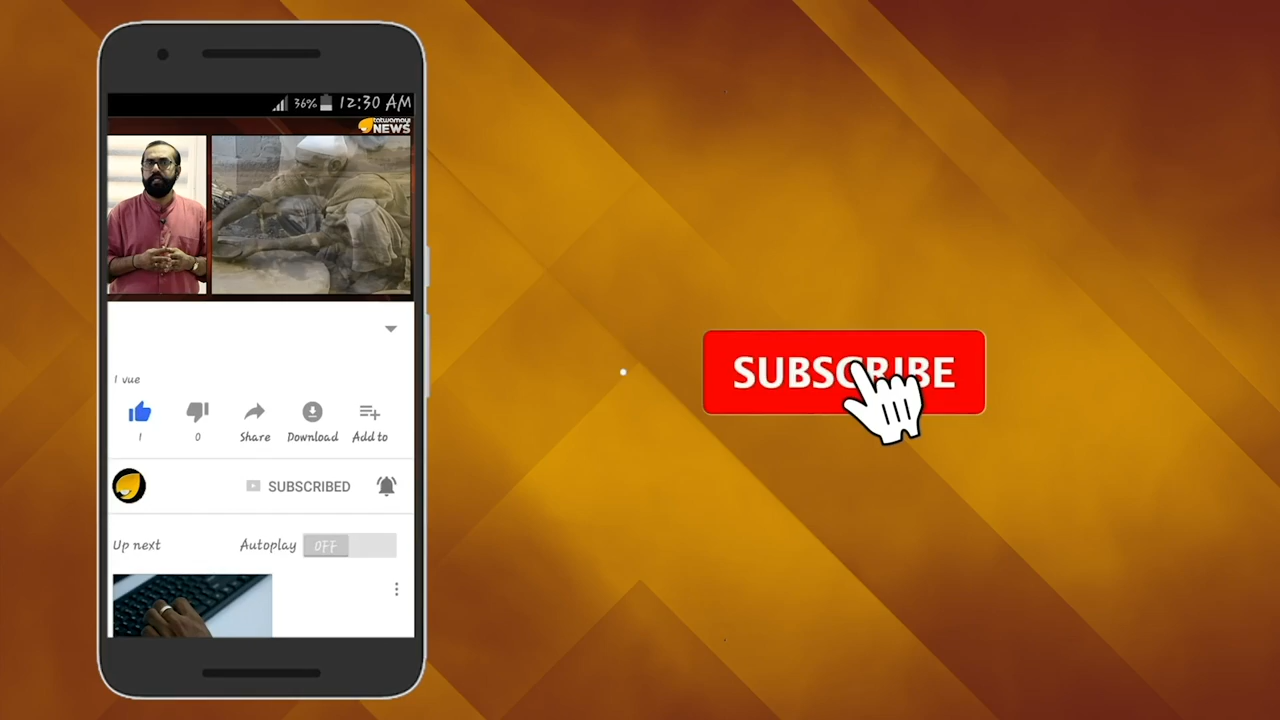 36% 12:30 AM
tatwamayi
NEWS
1 vue
1
0
Share
Download
Add to
SUBSCRIBED
Up next
Autoplay
OFF
SUBSCRIBE